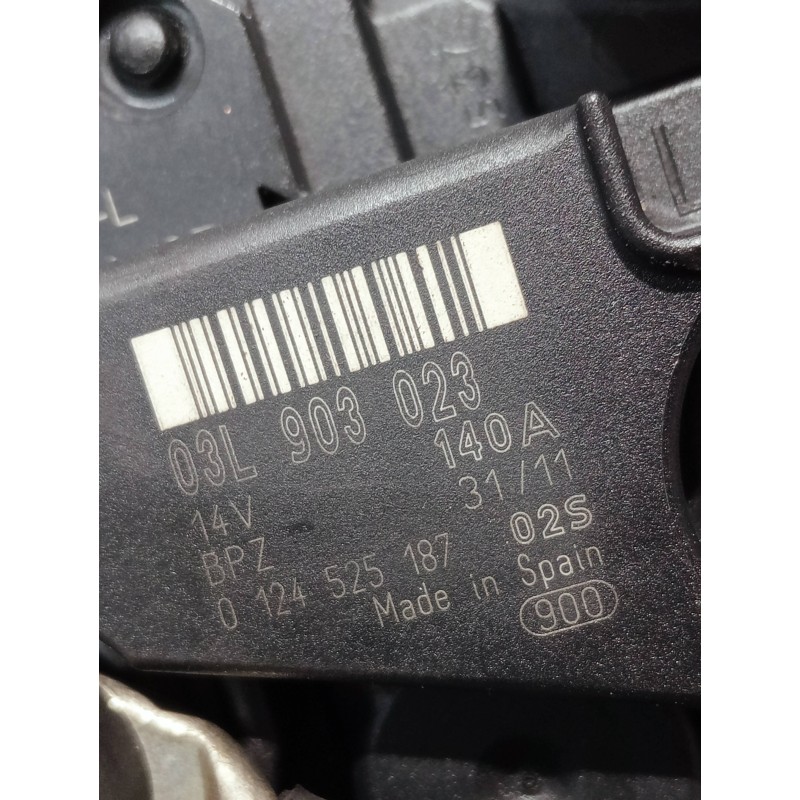 03L 903 023
14V 140A
BPZ 31/11
0 124 525 187 02S
Made in Spain
900